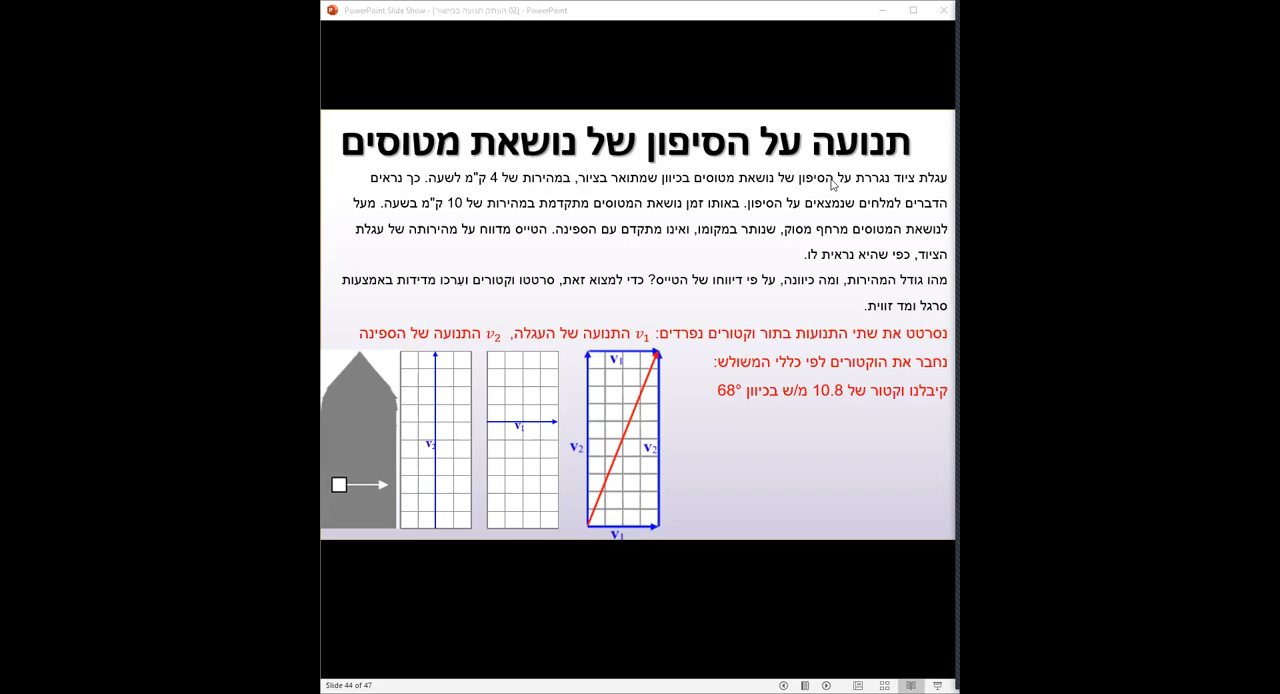 PowerPoint Slide Show - [02 העתק תנועה במישור] - PowerPoint
תנועה על הסיפון של נושאת מטוסים
עגלת ציוד נגררת על הסיפון של נושאת מטוסים בכיוון שמתואר בציור, במהירות של 4 ק"מ לשעה. כך נראים
הדברים למלחים שנמצאים על הסיפון. באותו זמן נושאת המטוסים מתקדמת במהירות של 10 ק"מ בשעה. מעל
לנושאת המטוסים מרחף מסוק, שנותר במקומו, ואינו מתקדם עם הספינה. הטייס מדווח על מהירותה של עגלת
הציוד, כפי שהיא נראית לו.
מהו גודל המהירות, ומה כיוונה, על פי דיווחו של הטייס? כדי למצוא זאת, סרטטו וקטורים וערכו מדידות באמצעות
סרגל ומד זווית.
נסרטט את שתי התנועות בתור וקטורים נפרדים: v₁ התנועה של העגלה, v₂ התנועה של הספינה
נחבר את הוקטורים לפי כללי המשולש:
קיבלנו וקטור של 10.8 מ/ש בכיוון 68°
v₂
v₁
v₁
v₂
v₂
v₁
Slide 44 of 47